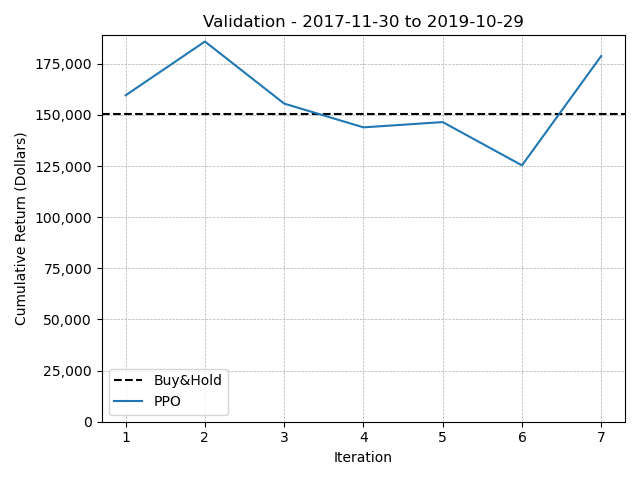 Validation - 2017-11-30 to 2019-10-29
Cumulative Return (Dollars)
175,000
150,000
125,000
100,000
75,000
50,000
25,000
0
Buy&Hold
PPO
1 2 3 4 5 6 7
Iteration